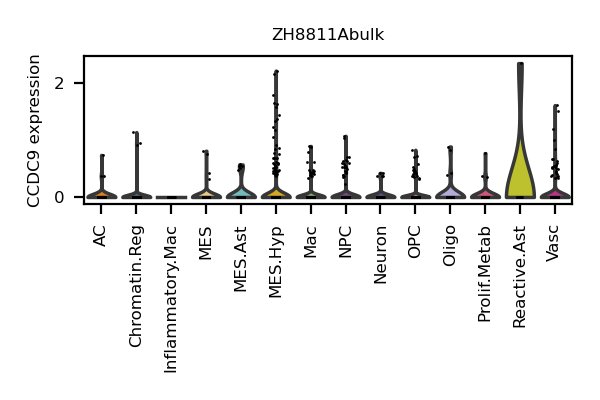 ZH8811Abulk
CCDC9 expression
2
0
AC
Chromatin.Reg
Inflammatory.Mac
MES
MES.Ast
MES.Hyp
Mac
NPC
Neuron
OPC
Oligo
Prolif.Metab
Reactive.Ast
Vasc